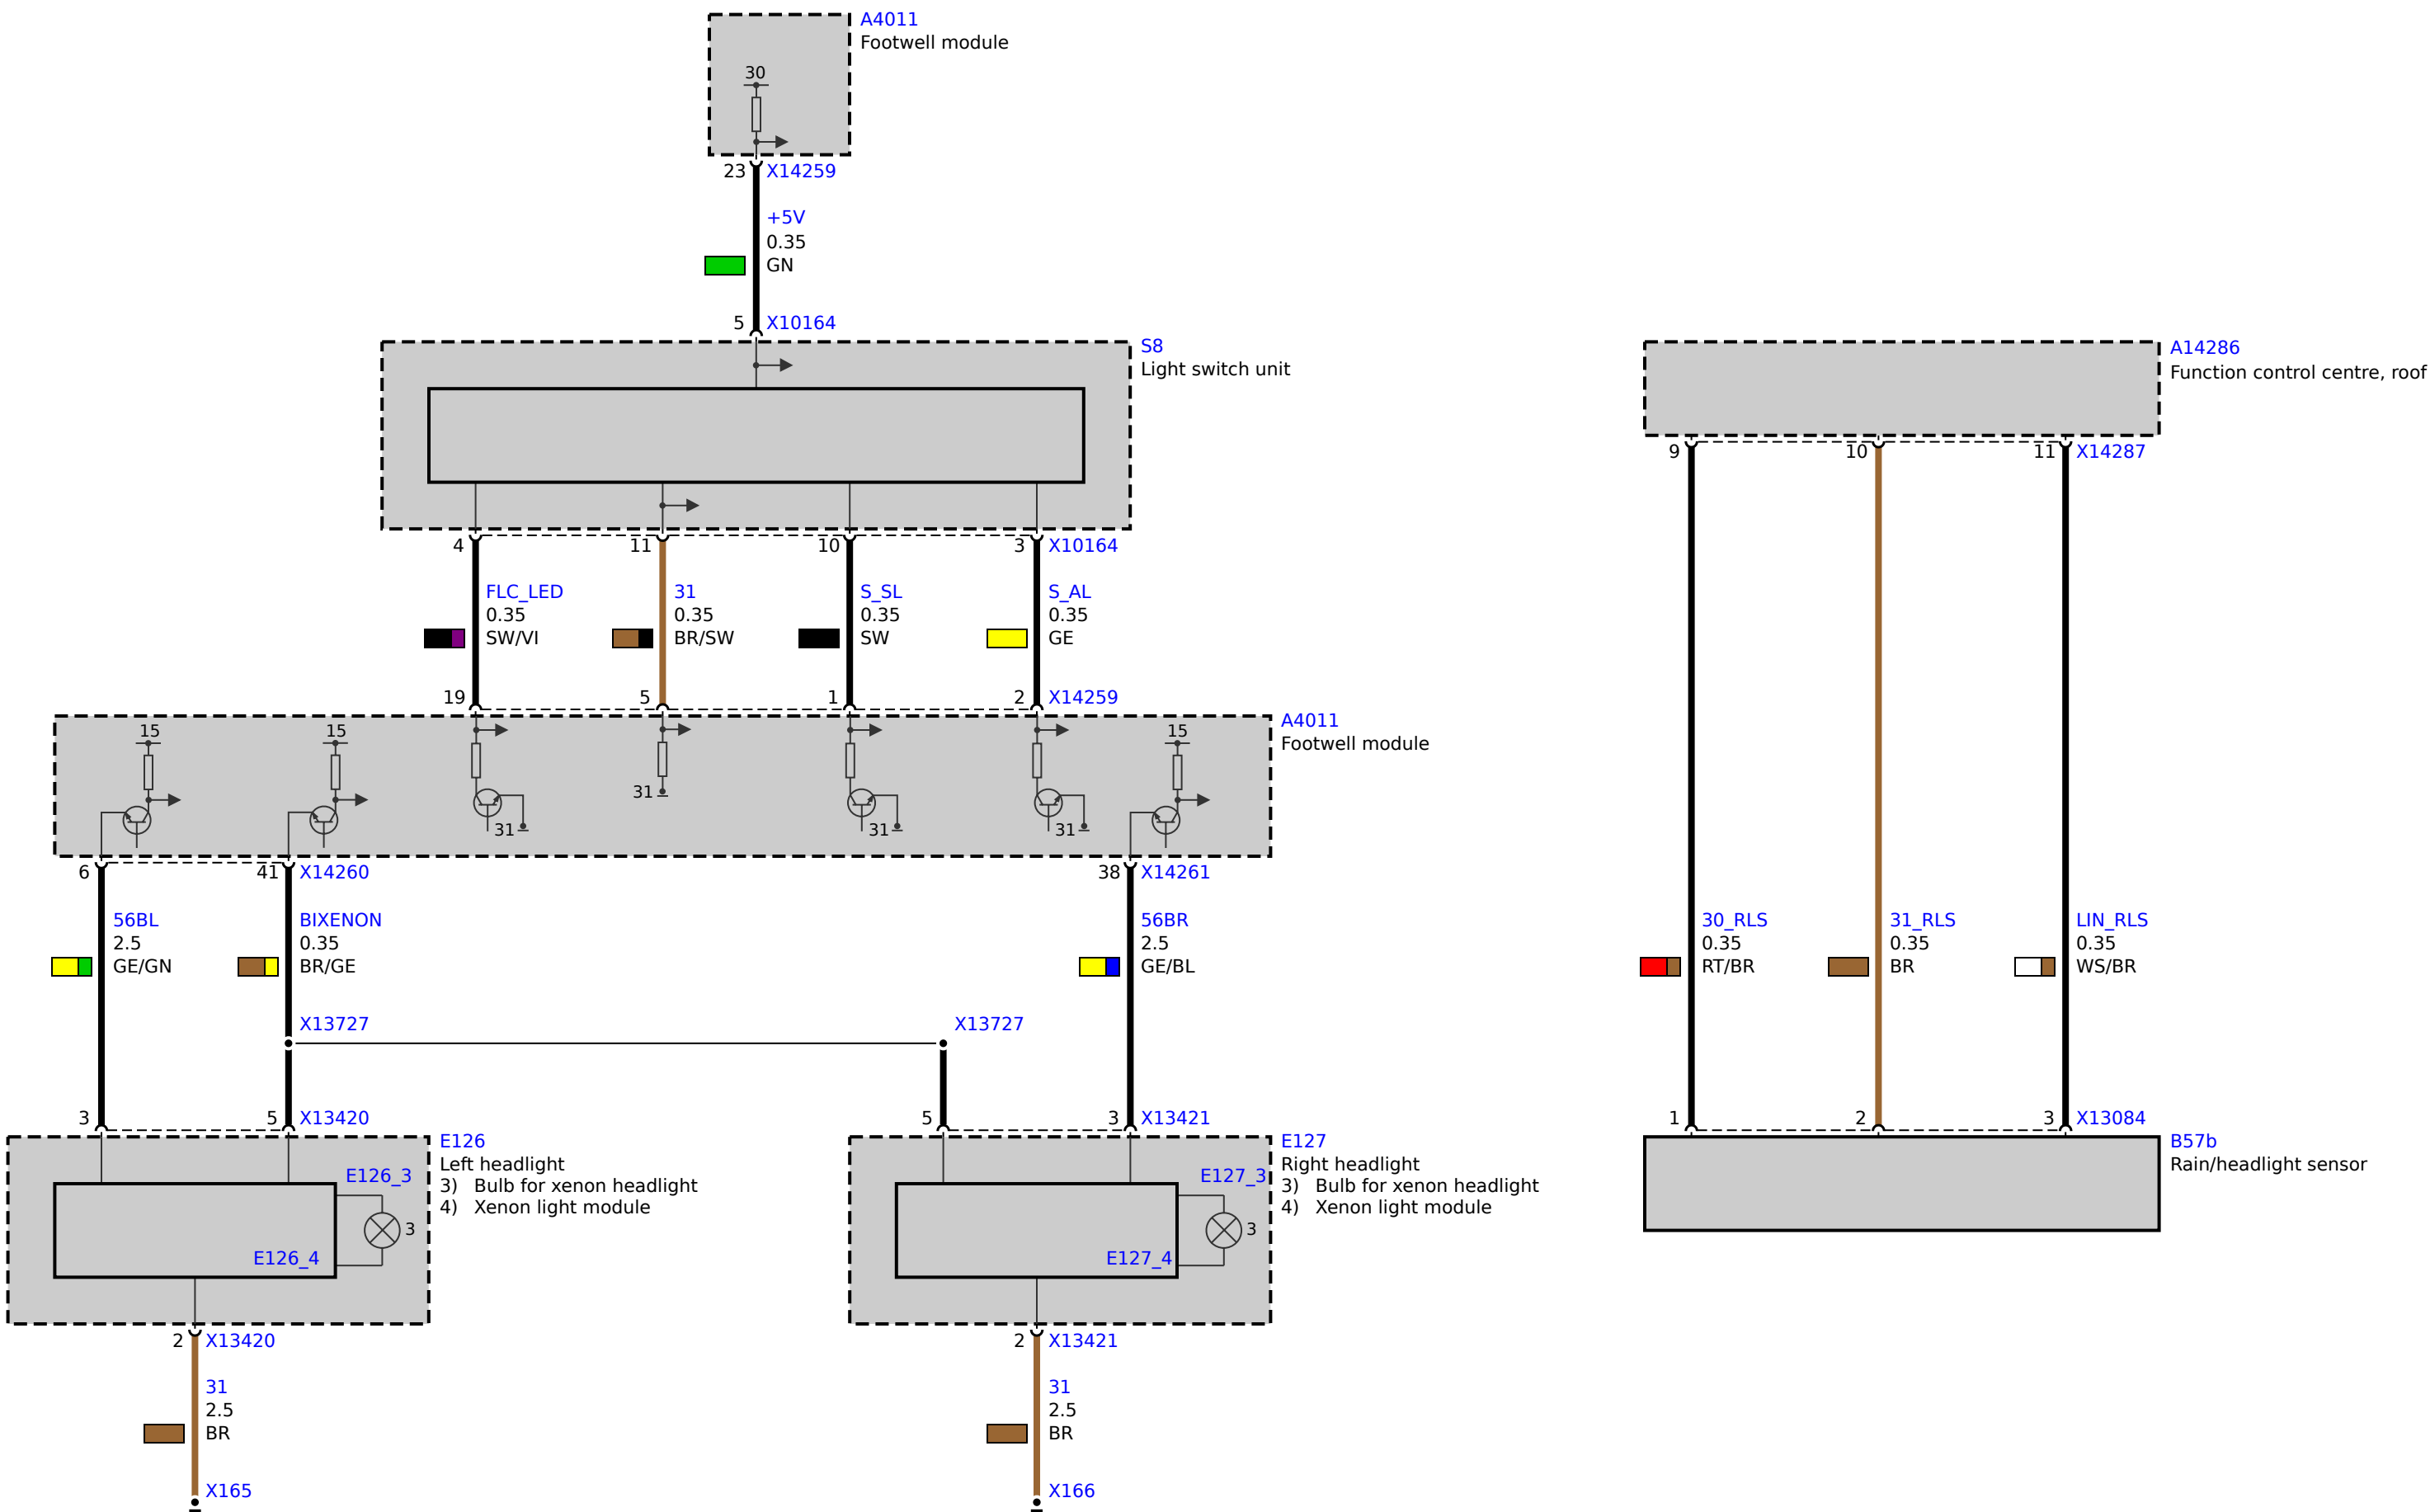 A4011
Footwell module
30
23 X14259
+5V
0.35
GN
5 X10164
S8
Light switch unit
A14286
Function control centre, roof
9 10 11 X14287
4 11 10 3 X10164
FLC_LED 31 S_SL S_AL
0.35 0.35 0.35 0.35
SW/VI BR/SW SW GE
19 5 1 2 X14259
A4011
Footwell module
15 15 15
31
31 31 31
6 41 X14260 38 X14261
56BL BIXENON 56BR 30_RLS 31_RLS LIN_RLS
2.5 0.35 2.5 0.35 0.35 0.35
GE/GN BR/GE GE/BL RT/BR BR WS/BR
X13727 X13727
3 5 X13420 5 3 X13421 1 2 3 X13084
E126
Left headlight
3) Bulb for xenon headlight
4) Xenon light module
E126_3
3
E126_4
E127
Right headlight
3) Bulb for xenon headlight
4) Xenon light module
E127_3
3
E127_4
B57b
Rain/headlight sensor
2 X13420 2 X13421
31 31
2.5 2.5
BR BR
X165 X166